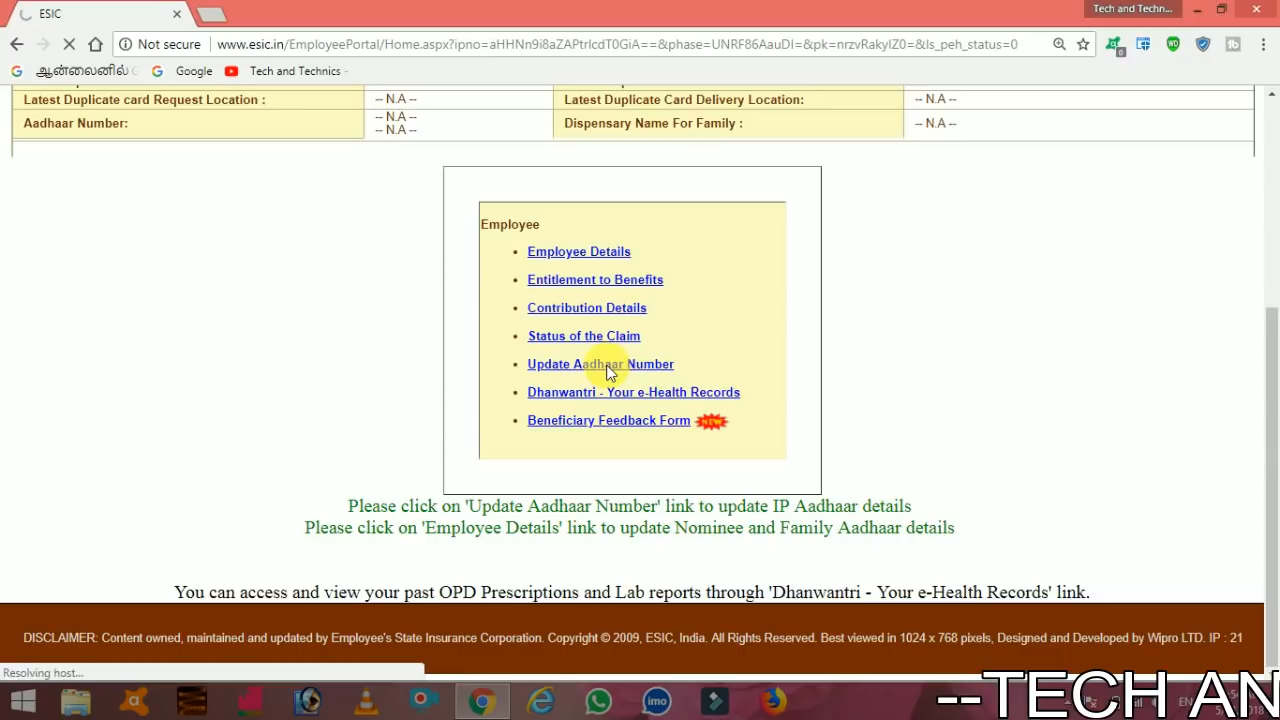 ESIC
Tech and Techn...
Not secure
www.esic.in/EmployeePortal/Home.aspx?ipno=aHHNn9i8aZAPtrlcdT0GiA==&phase=UNRF86AauDI=&pk=nrzvRakyIZ0=&Is_peh_status=0
ஆன்லைனில்
Google
Tech and Technics -
Latest Duplicate card Request Location :
-- N.A --
Latest Duplicate Card Delivery Location:
-- N.A --
Aadhaar Number:
-- N.A --
-- N.A --
Dispensary Name For Family :
-- N.A --
Employee
• Employee Details
• Entitlement to Benefits
• Contribution Details
• Status of the Claim
• Update Aadhaar Number
• Dhanwantri - Your e-Health Records
• Beneficiary Feedback Form NEW
Please click on 'Update Aadhaar Number' link to update IP Aadhaar details
Please click on 'Employee Details' link to update Nominee and Family Aadhaar details
You can access and view your past OPD Prescriptions and Lab reports through 'Dhanwantri - Your e-Health Records' link.
DISCLAIMER: Content owned, maintained and updated by Employee's State Insurance Corporation. Copyright © 2009, ESIC, India. All Rights Reserved. Best viewed in 1024 x 768 pixels, Designed and Developed by Wipro LTD. IP : 21
Resolving host...
imo
--TECH AN